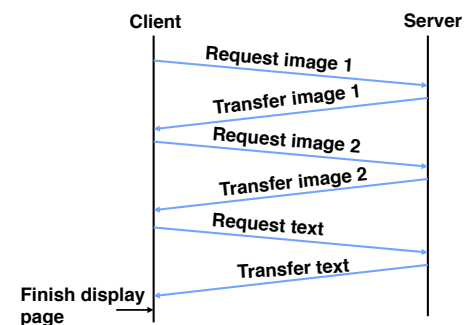 Client
Server
Request image 1
Transfer image 1
Request image 2
Transfer image 2
Request text
Transfer text
Finish display
page